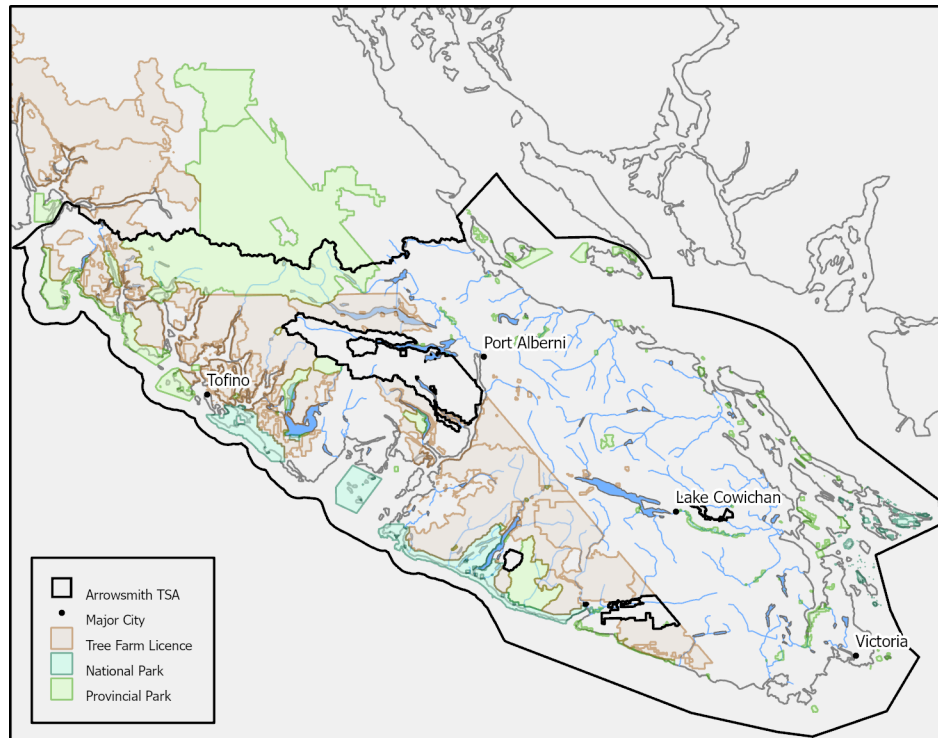 Port Alberni
Tofino
Lake Cowichan
Victoria
Arrowsmith TSA
Major City
Tree Farm Licence
National Park
Provincial Park